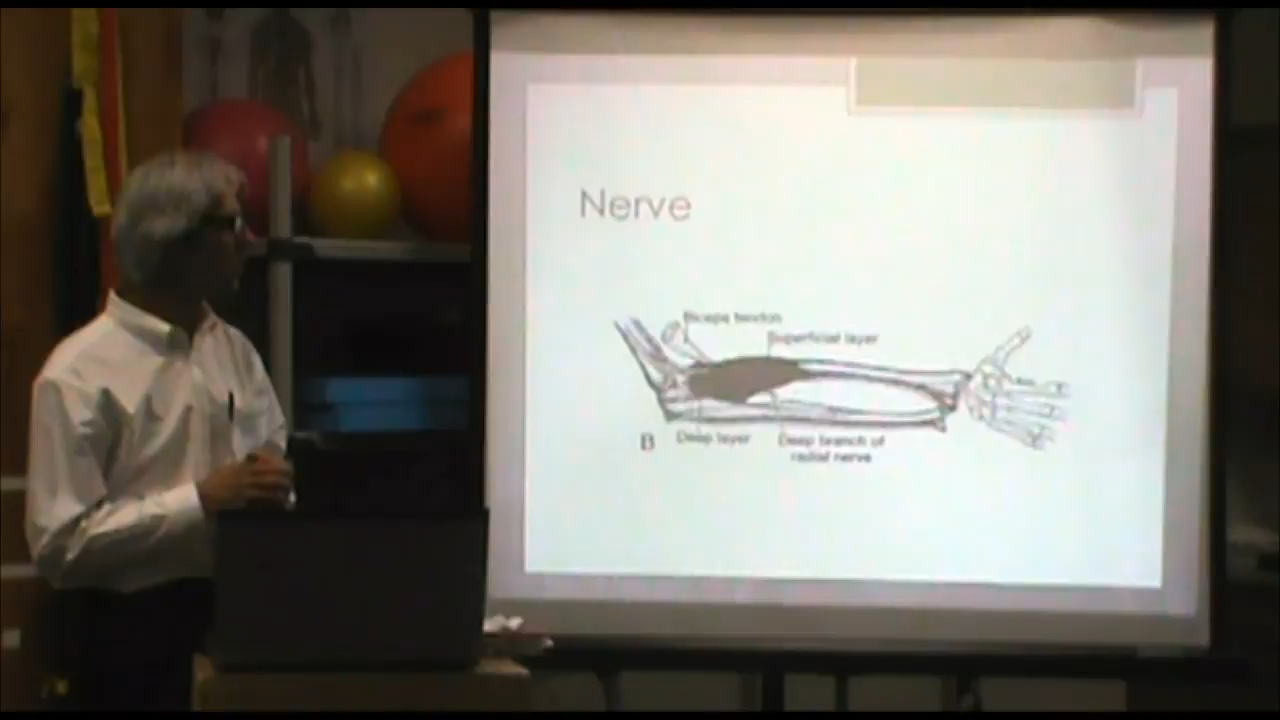 Nerve
Biceps tendon
Superficial layer
B
Deep layer
Deep branch of
radial nerve